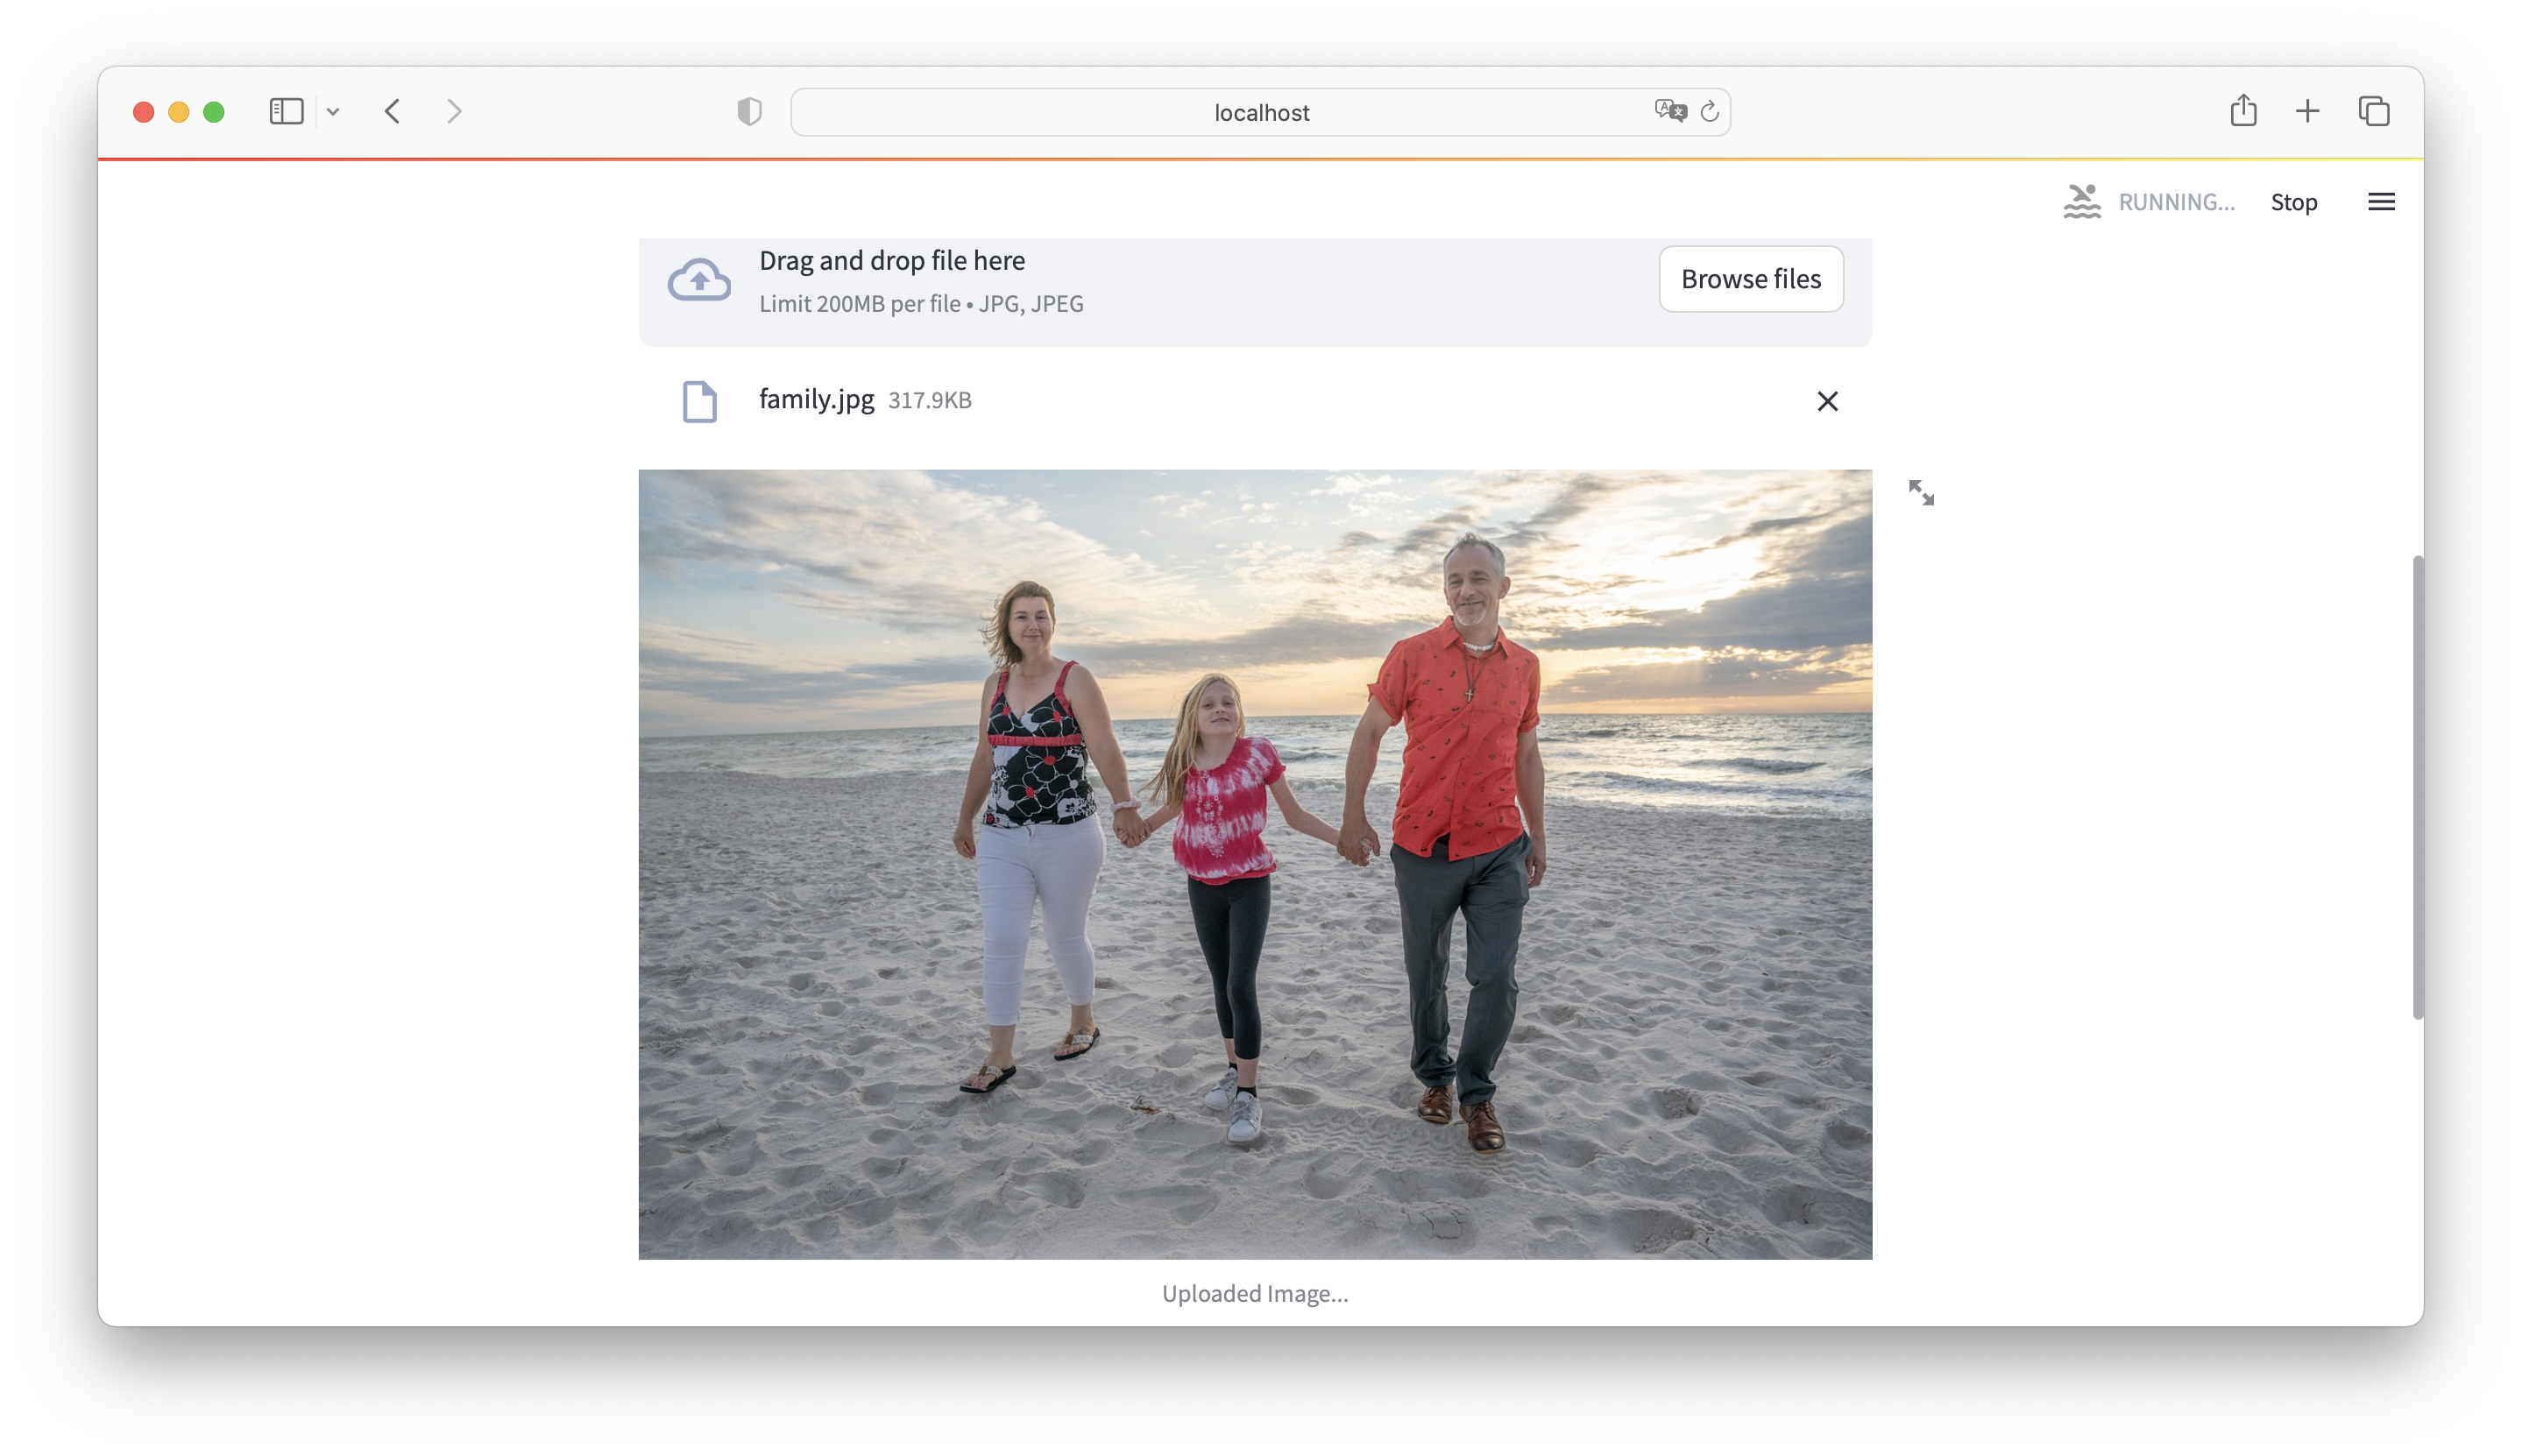 localhost
RUNNING... Stop
Drag and drop file here
Limit 200MB per file • JPG, JPEG
Browse files
family.jpg 317.9KB
Uploaded Image...